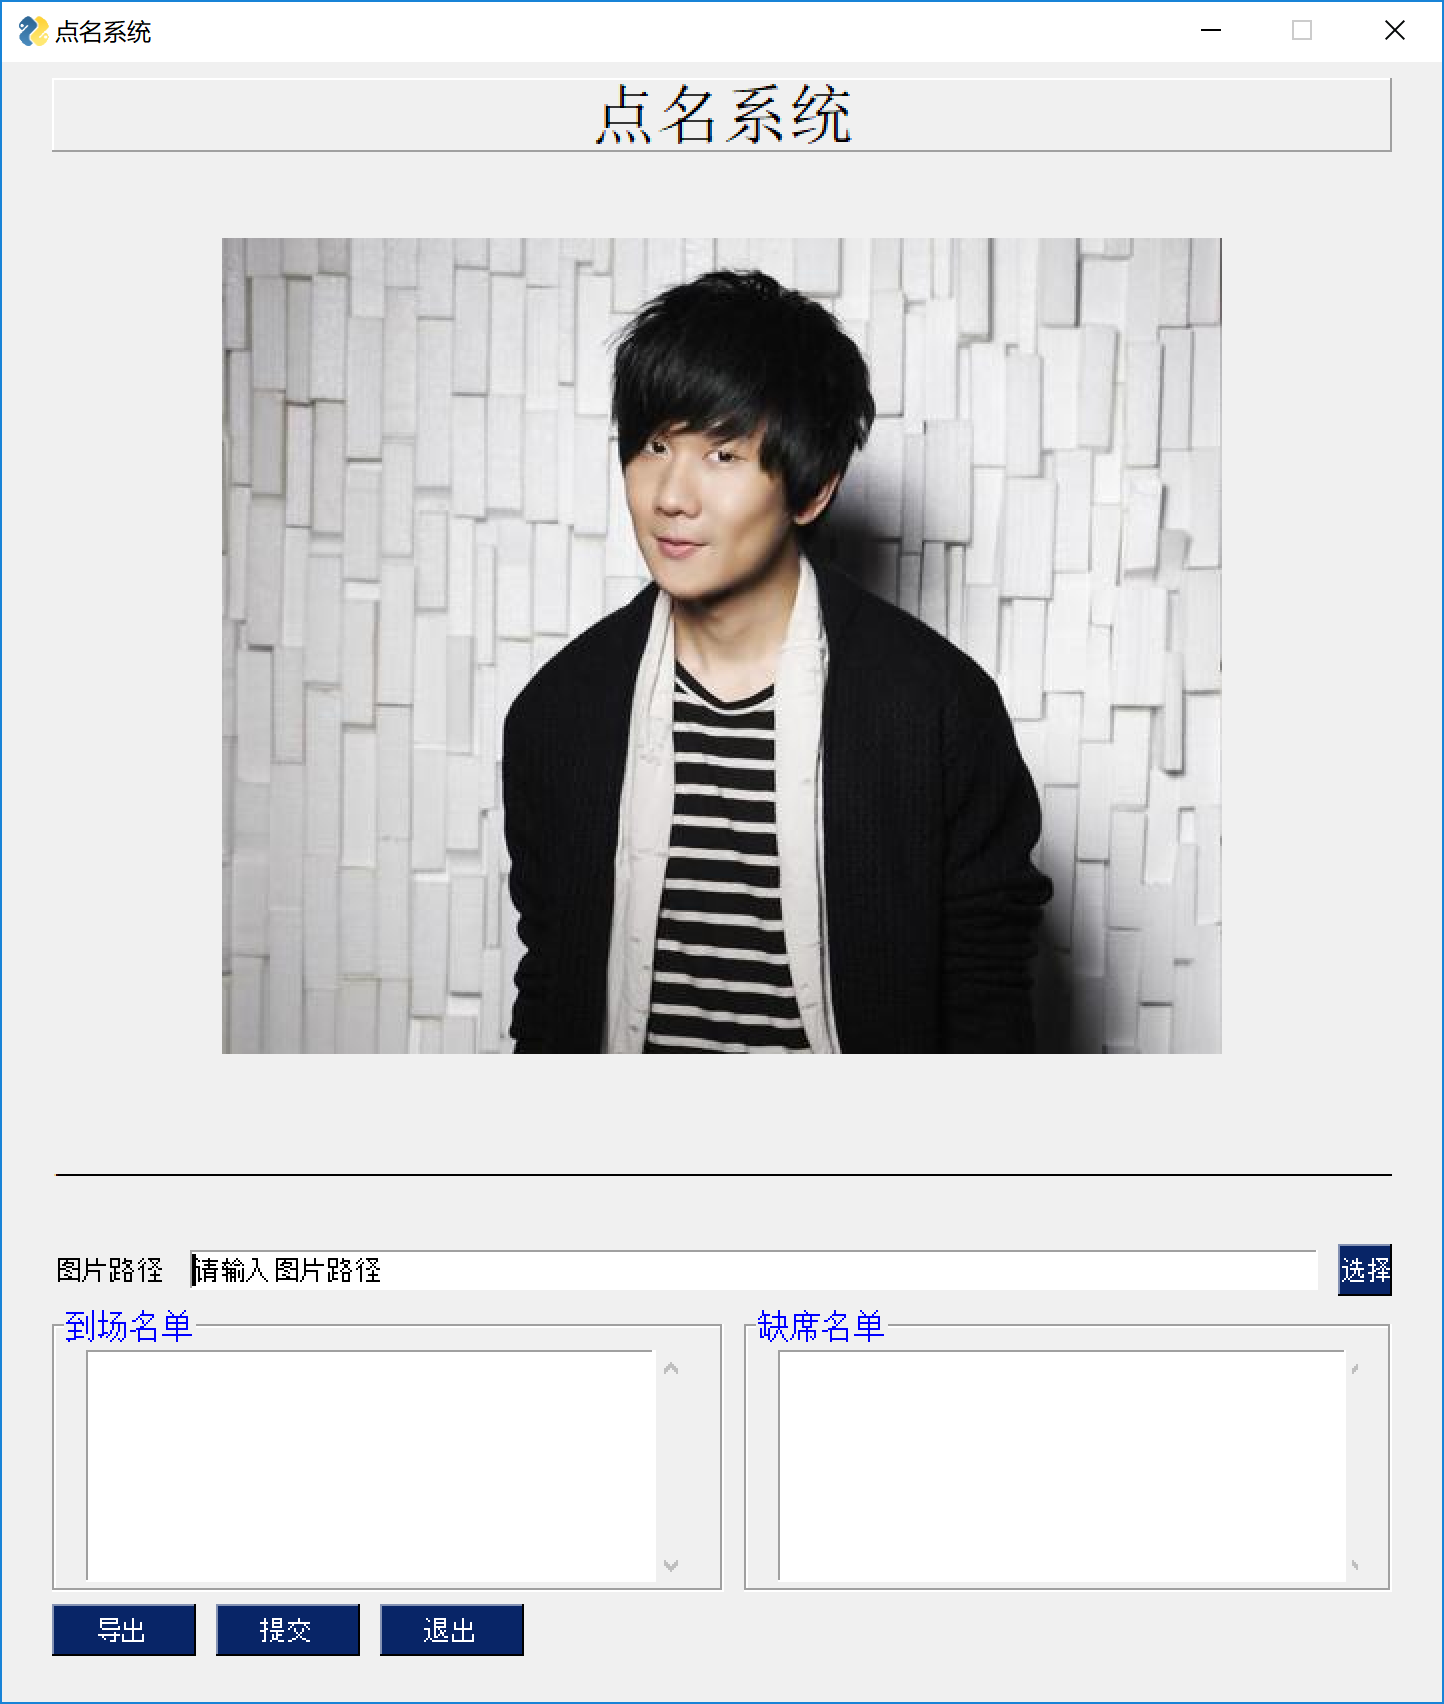 点名系统
点名系统
图片路径 请输入图片路径 选择
到场名单 缺席名单
导出 提交 退出